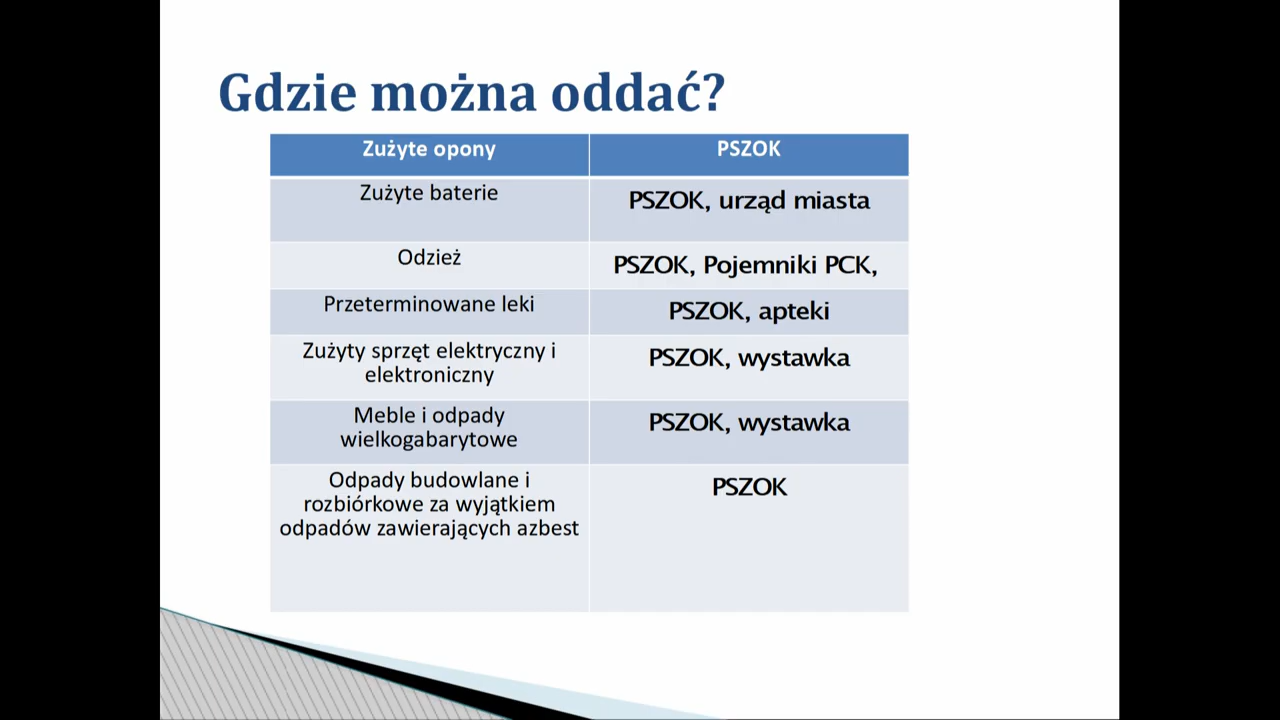 Gdzie można oddać?
Zużyte opony
PSZOK
Zużyte baterie
PSZOK, urząd miasta
Odzież
PSZOK, Pojemniki PCK,
Przeterminowane leki
PSZOK, apteki
Zużyty sprzęt elektryczny i
elektroniczny
PSZOK, wystawka
Meble i odpady
wielkogabarytowe
PSZOK, wystawka
Odpady budowlane i
rozbiórkowe za wyjątkiem
odpadów zawierających azbest
PSZOK